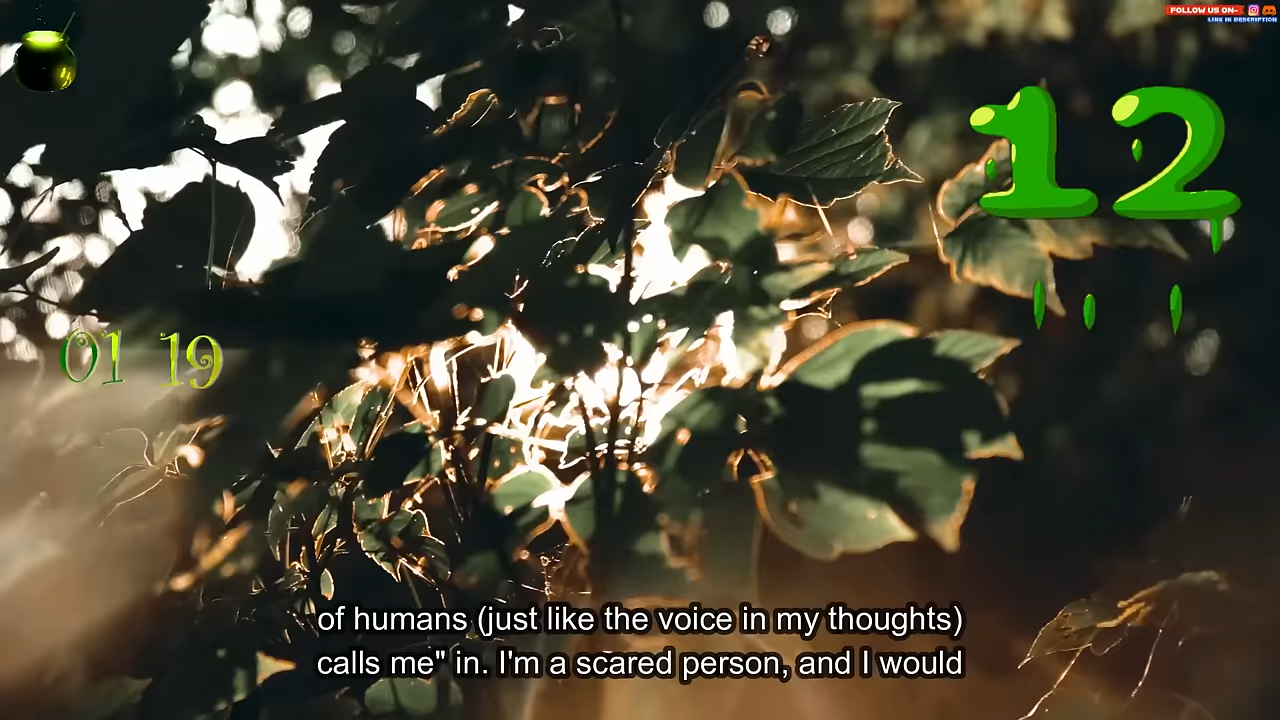 FOLLOW US ON-
LINK IN DESCRIPTION
12
01 19
of humans (just like the voice in my thoughts)
calls me" in. I'm a scared person, and I would